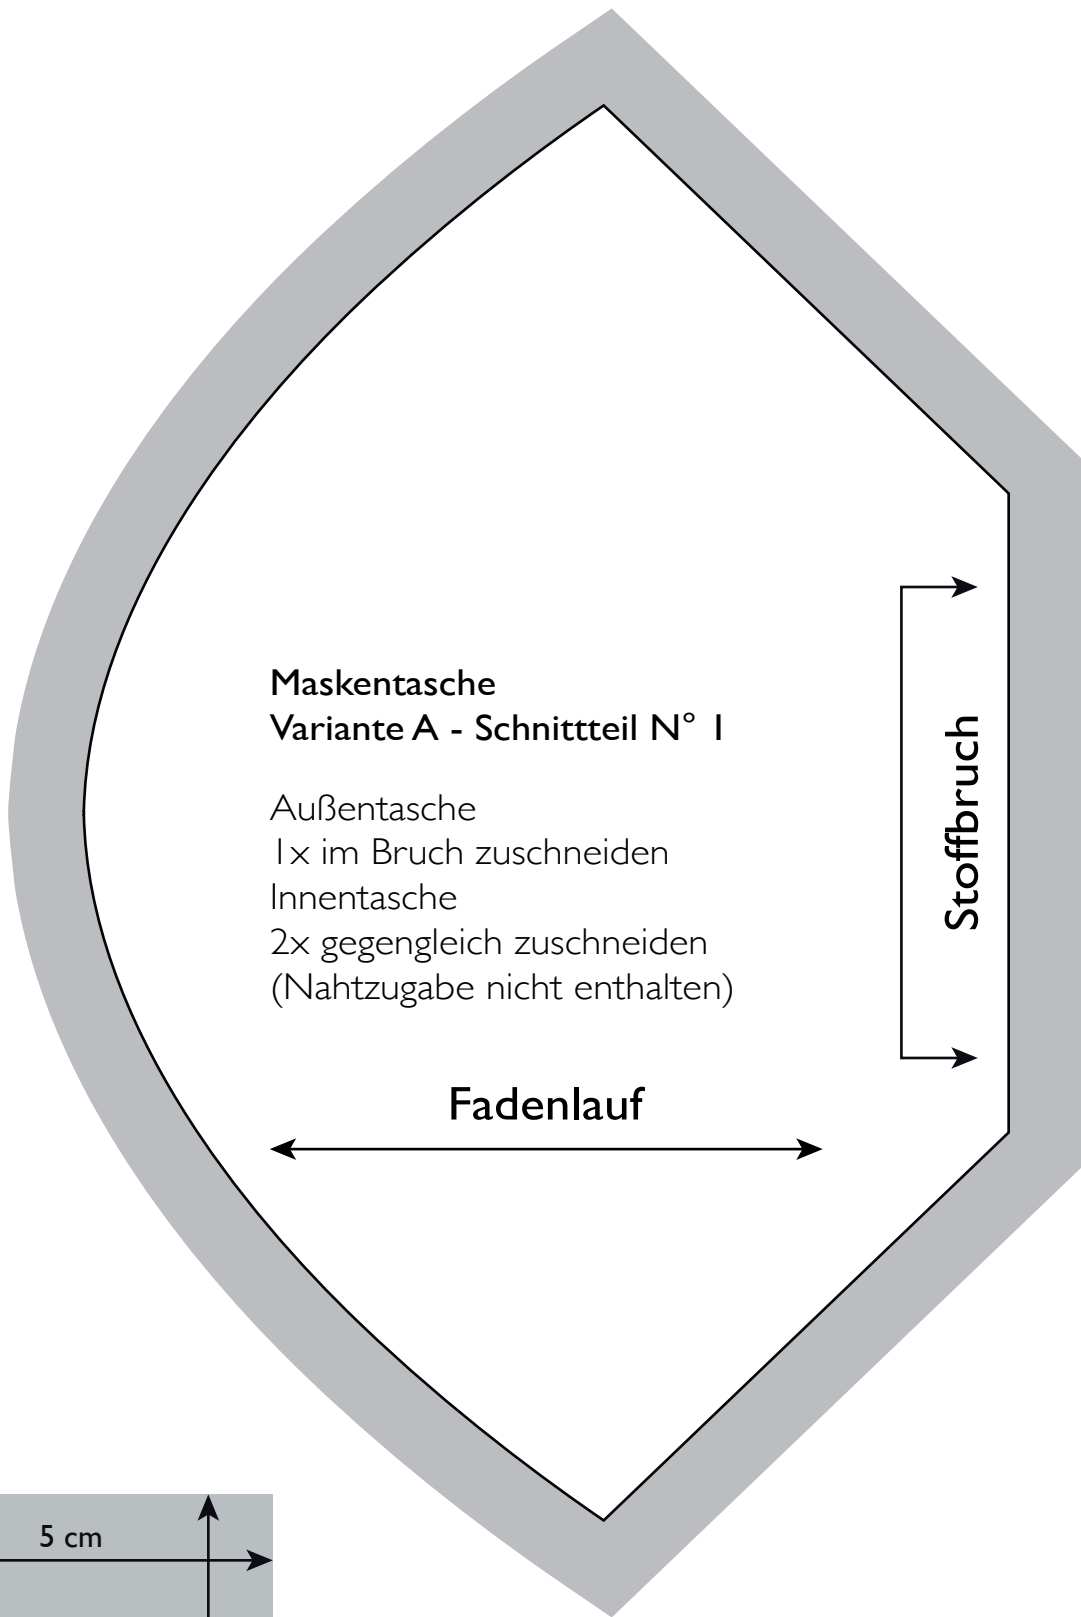 Maskentasche
Variante A - Schnittteil N° 1
Außentasche
1x im Bruch zuschneiden
Innentasche
2x gegengleich zuschneiden
(Nahtzugabe nicht enthalten)
Stoffbruch
Fadenlauf
5 cm